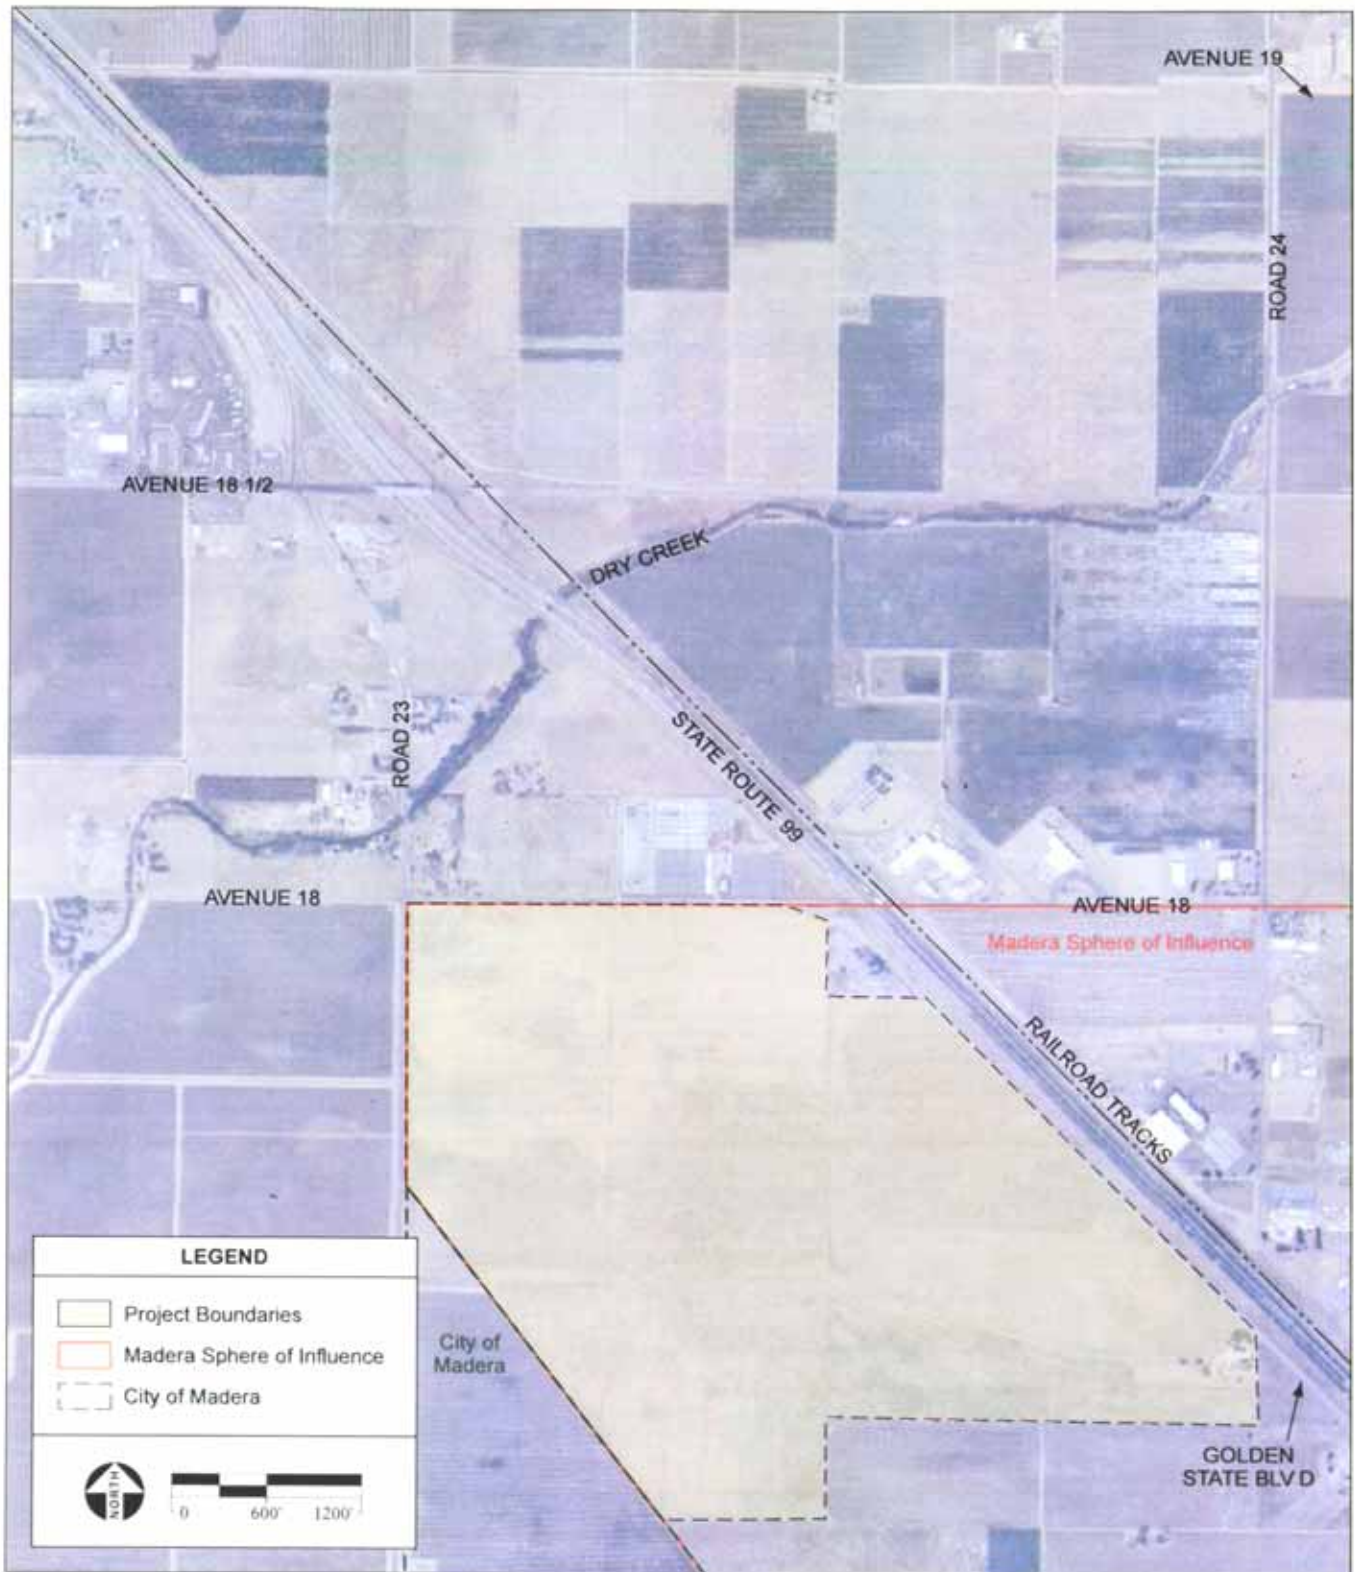 AVENUE 19
ROAD 24
AVENUE 18 1/2
DRY CREEK
ROAD 23
STATE ROUTE 99
AVENUE 18
AVENUE 18
Madera Sphere of Influence
RAILROAD TRACKS
LEGEND
Project Boundaries
Madera Sphere of Influence
City of Madera
City of
Madera
NORTH
0 600' 1200'
GOLDEN
STATE BLV D